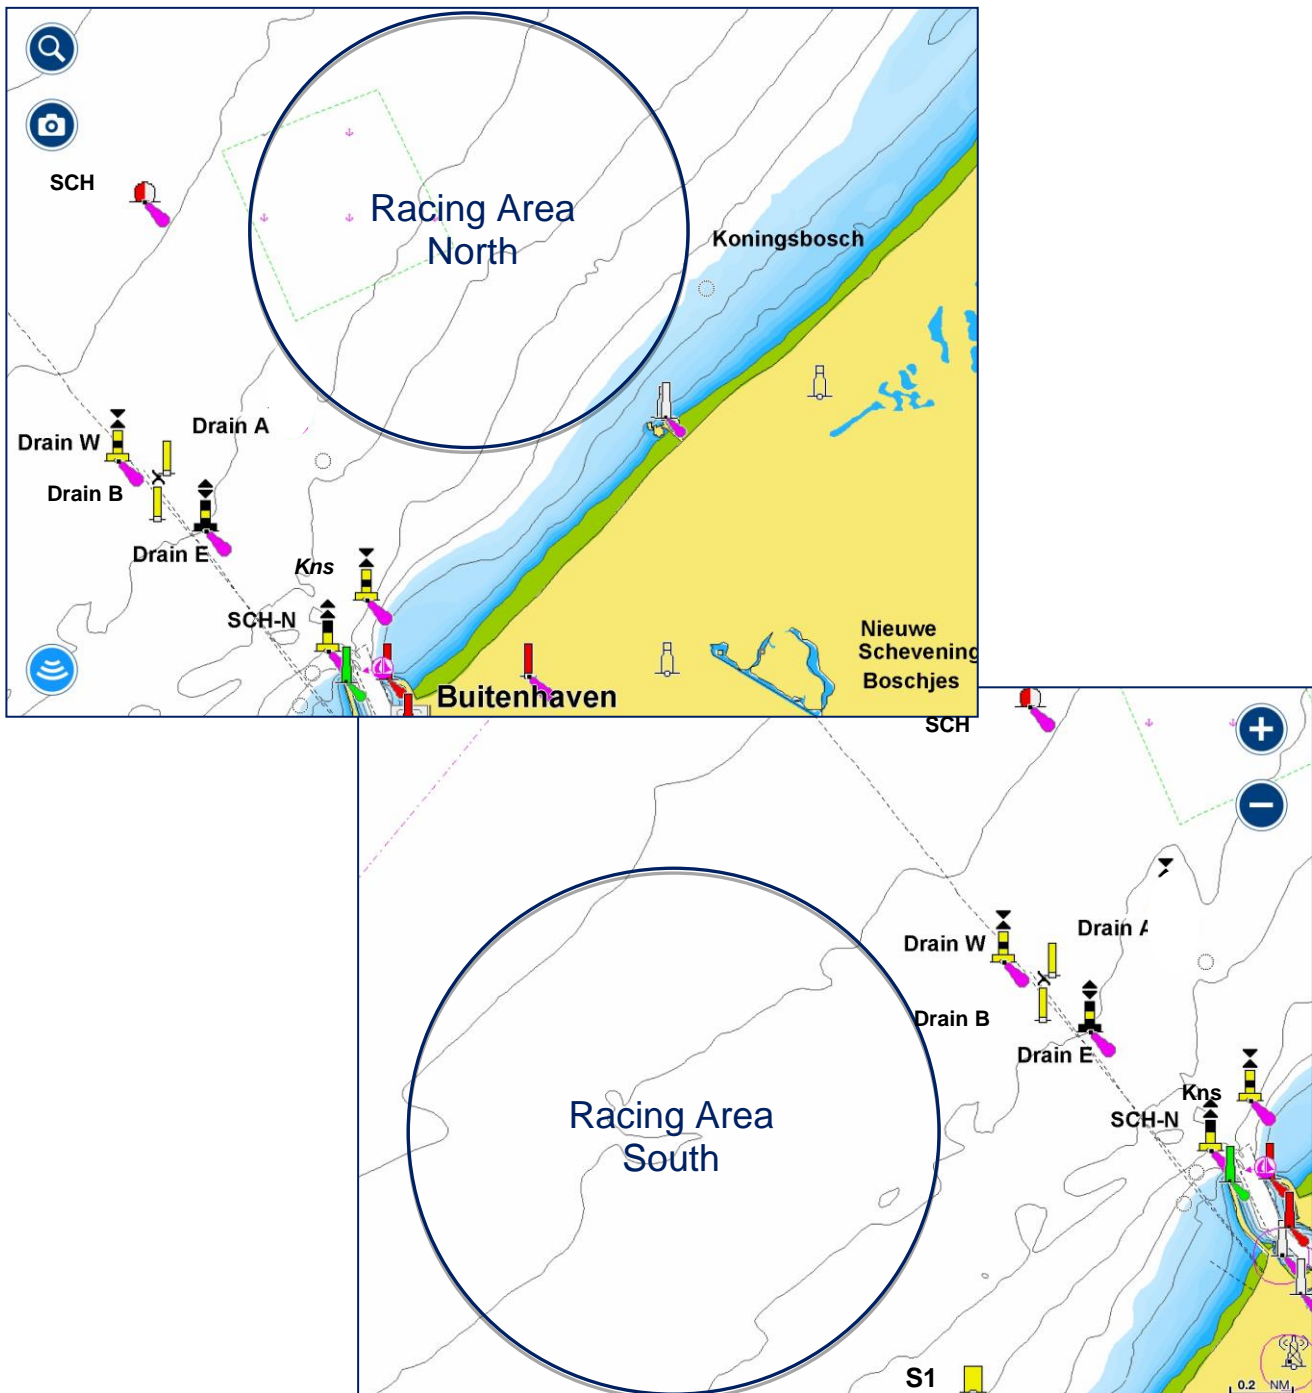 SCH
Racing Area
North
Koningsbosch
Drain A
Drain W
Drain B
Drain E
Kns
SCH-N
Nieuwe
Schevening
Boschjes
Buitenhaven
SCH
Drain A
Drain W
Drain B
Drain E
Kns
SCH-N
Racing Area
South
S1
0.2 NM